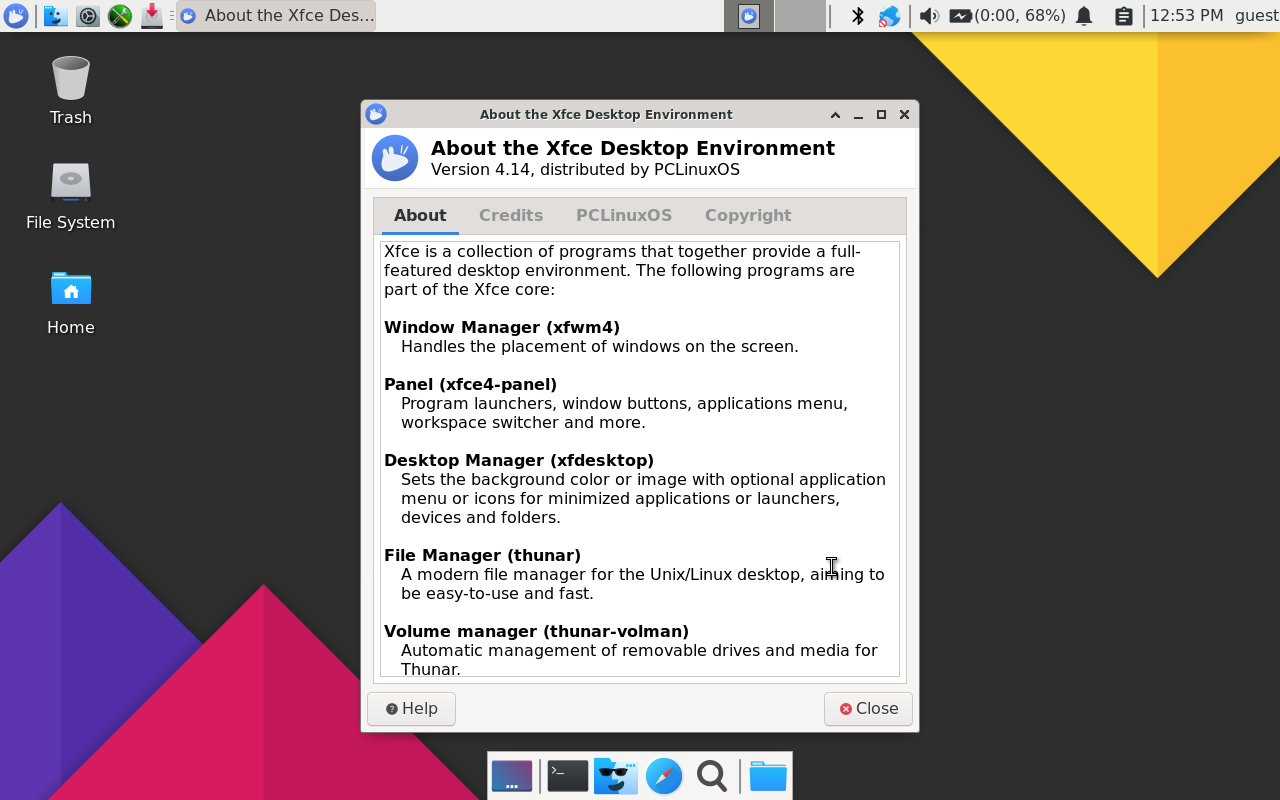 About the Xfce Des...
(0:00, 68%)
12:53 PM
guest
Trash
File System
Home
About the Xfce Desktop Environment
About the Xfce Desktop Environment
Version 4.14, distributed by PCLinuxOS
About
Credits
PCLinuxOS
Copyright
Xfce is a collection of programs that together provide a full-
featured desktop environment. The following programs are
part of the Xfce core:
Window Manager (xfwm4)
Handles the placement of windows on the screen.
Panel (xfce4-panel)
Program launchers, window buttons, applications menu,
workspace switcher and more.
Desktop Manager (xfdesktop)
Sets the background color or image with optional application
menu or icons for minimized applications or launchers,
devices and folders.
File Manager (thunar)
A modern file manager for the Unix/Linux desktop, aiming to
be easy-to-use and fast.
Volume manager (thunar-volman)
Automatic management of removable drives and media for
Thunar.
Help
Close